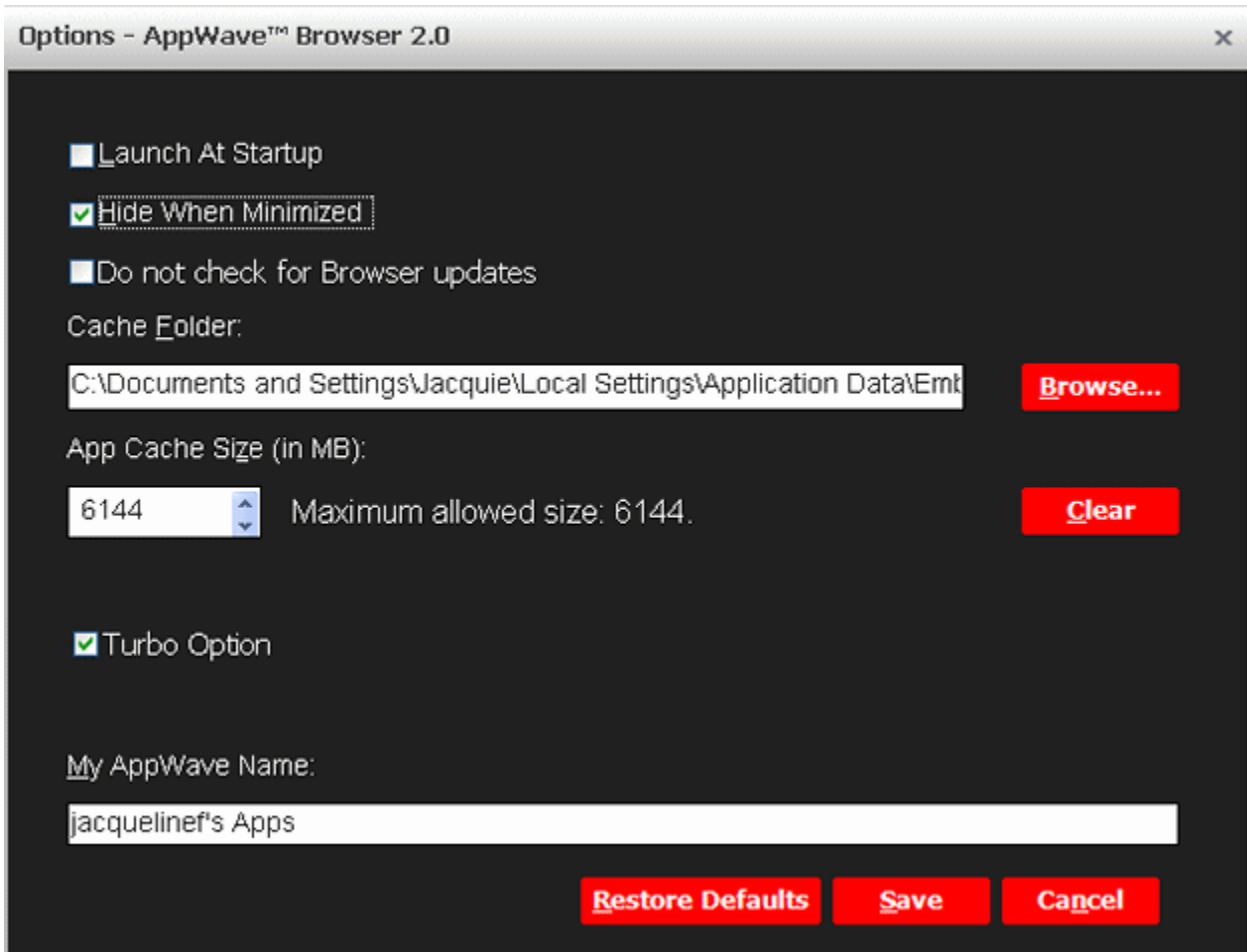 Options - AppWave™ Browser 2.0
Launch At Startup
Hide When Minimized
Do not check for Browser updates
Cache Folder:
C:\Documents and Settings\Jacquie\Local Settings\Application Data\Emb
Browse...
App Cache Size (in MB):
6144
Maximum allowed size: 6144.
Clear
Turbo Option
My AppWave Name:
jacquelinef's Apps
Restore Defaults
Save
Cancel